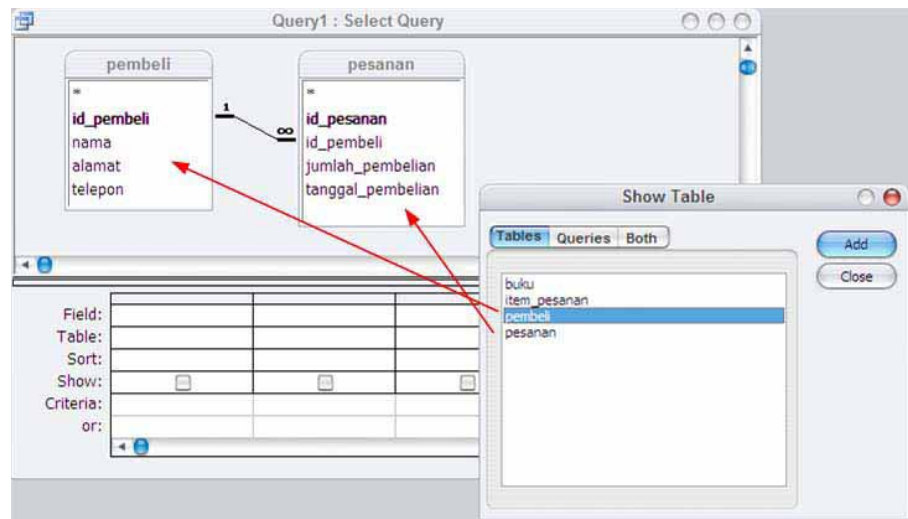 Query1 : Select Query
pembeli
*
id_pembeli
nama
alamat
telepon
1
∞
pesanan
*
id_pesanan
id_pembeli
jumlah_pembelian
tanggal_pembelian
Show Table
Tables Queries Both
Add
Close
buku
item_pesanan
pembeli
pesanan
Field:
Table:
Sort:
Show:
Criteria:
or: